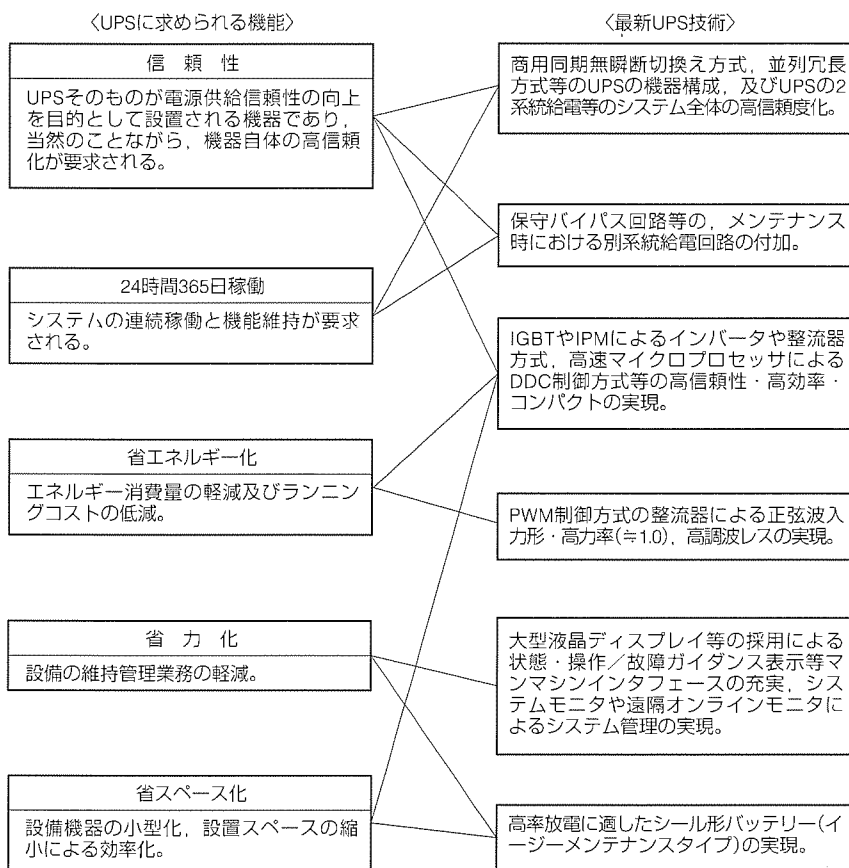 〈UPSに求められる機能〉
信頼性
UPSそのものが電源供給信頼性の向上
を目的として設置される機器であり，
当然のことながら，機器自体の高信頼
化が要求される。
24時間365日稼働
システムの連続稼働と機能維持が要求
される。
省エネルギー化
エネルギー消費量の軽減及びランニン
グコストの低減。
省力化
設備の維持管理業務の軽減。
省スペース化
設備機器の小型化，設置スペースの縮
小による効率化。
〈最新UPS技術〉
商用同期無瞬断切換え方式，並列冗長
方式等のUPSの機器構成，及びUPSの2
系統給電等のシステム全体の高信頼度化。
保守バイパス回路等の，メンテナンス
時における別系統給電回路の付加。
IGBTやIPMによるインバータや整流器
方式，高速マイクロプロセッサによる
DDC制御方式等の高信頼性・高効率・
コンパクトの実現。
PWM制御方式の整流器による正弦波入
力形・高力率(≒1.0)，高調波レスの実現。
大型液晶ディスプレイ等の採用による
状態・操作／故障ガイダンス表示等マ
ンマシンインタフェースの充実，シス
テムモニタや遠隔オンラインモニタに
よるシステム管理の実現。
高率放電に適したシール形バッテリー(イ
ージーメンテナンスタイプ)の実現。